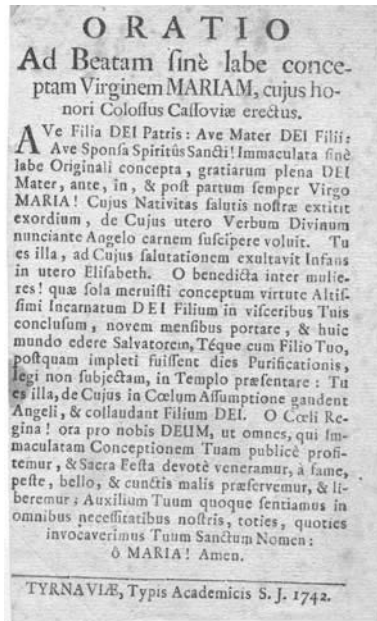 ORATIO
Ad Beatam sinè labe conce-
ptam Virginem MARIAM, cujus ho-
nori Colossus Cassoviæ erectus.
AVe Filia DEI Patris: Ave Mater DEI Filii:
Ave Sponsa Spiritûs Sancti! Immaculata sinè
labe Originali concepta, gratiarum plena DEI
Mater, ante, in, & post partum semper Virgo
MARIA! Cujus Nativitas salutis nostræ extitit
exordium, de Cujus utero Verbum Divinum
nunciante Angelo carnem suscipere voluit. Tu
es illa, ad Cujus salutationem exultavit Infans
in utero Elisabeth. O benedicta inter mulie-
res! quæ sola meruisti conceptum virtute Altis-
simi Incarnatum DEI Filium in visceribus Tuis
conclusum, novem mensibus portare, & huic
mundo edere Salvatorem, Téque cum Filio Tuo,
postquam impleti fuissent dies Purificationis,
legi non subjectam, in Templo præsentare: Tu
es illa, de Cujus in Cœlum Assumptione gaudent
Angeli, & collaudant Filium DEI. O Cœli Re-
gina! ora pro nobis DEUM, ut omnes, qui Im-
maculatam Conceptionem Tuam publicè profi-
temur, & Sacra Festa devotè veneramur, à fame,
peste, bello, & cunctis malis præservemur, & li-
beremur; Auxilium Tuum quoque sentiamus in
omnibus necessitatibus nostris, toties, quoties
invocaverimus Tuum Sanctum Nomen:
ô MARIA! Amen.
TYRNAVIÆ, Typis Academicis S. J. 1742.